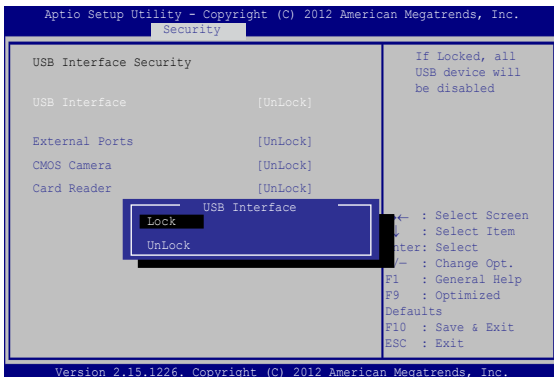 Aptio Setup Utility - Copyright (C) 2012 American Megatrends, Inc.
Security
USB Interface Security
USB Interface [UnLock]
External Ports [UnLock]
CMOS Camera [UnLock]
Card Reader [UnLock]
USB Interface
Lock
UnLock
If Locked, all
USB device will
be disabled
→← : Select Screen
: Select Item
nter: Select
/— : Change Opt.
F1 : General Help
F9 : Optimized
Defaults
F10 : Save & Exit
ESC : Exit
Version 2.15.1226. Copyright (C) 2012 American Megatrends, Inc.